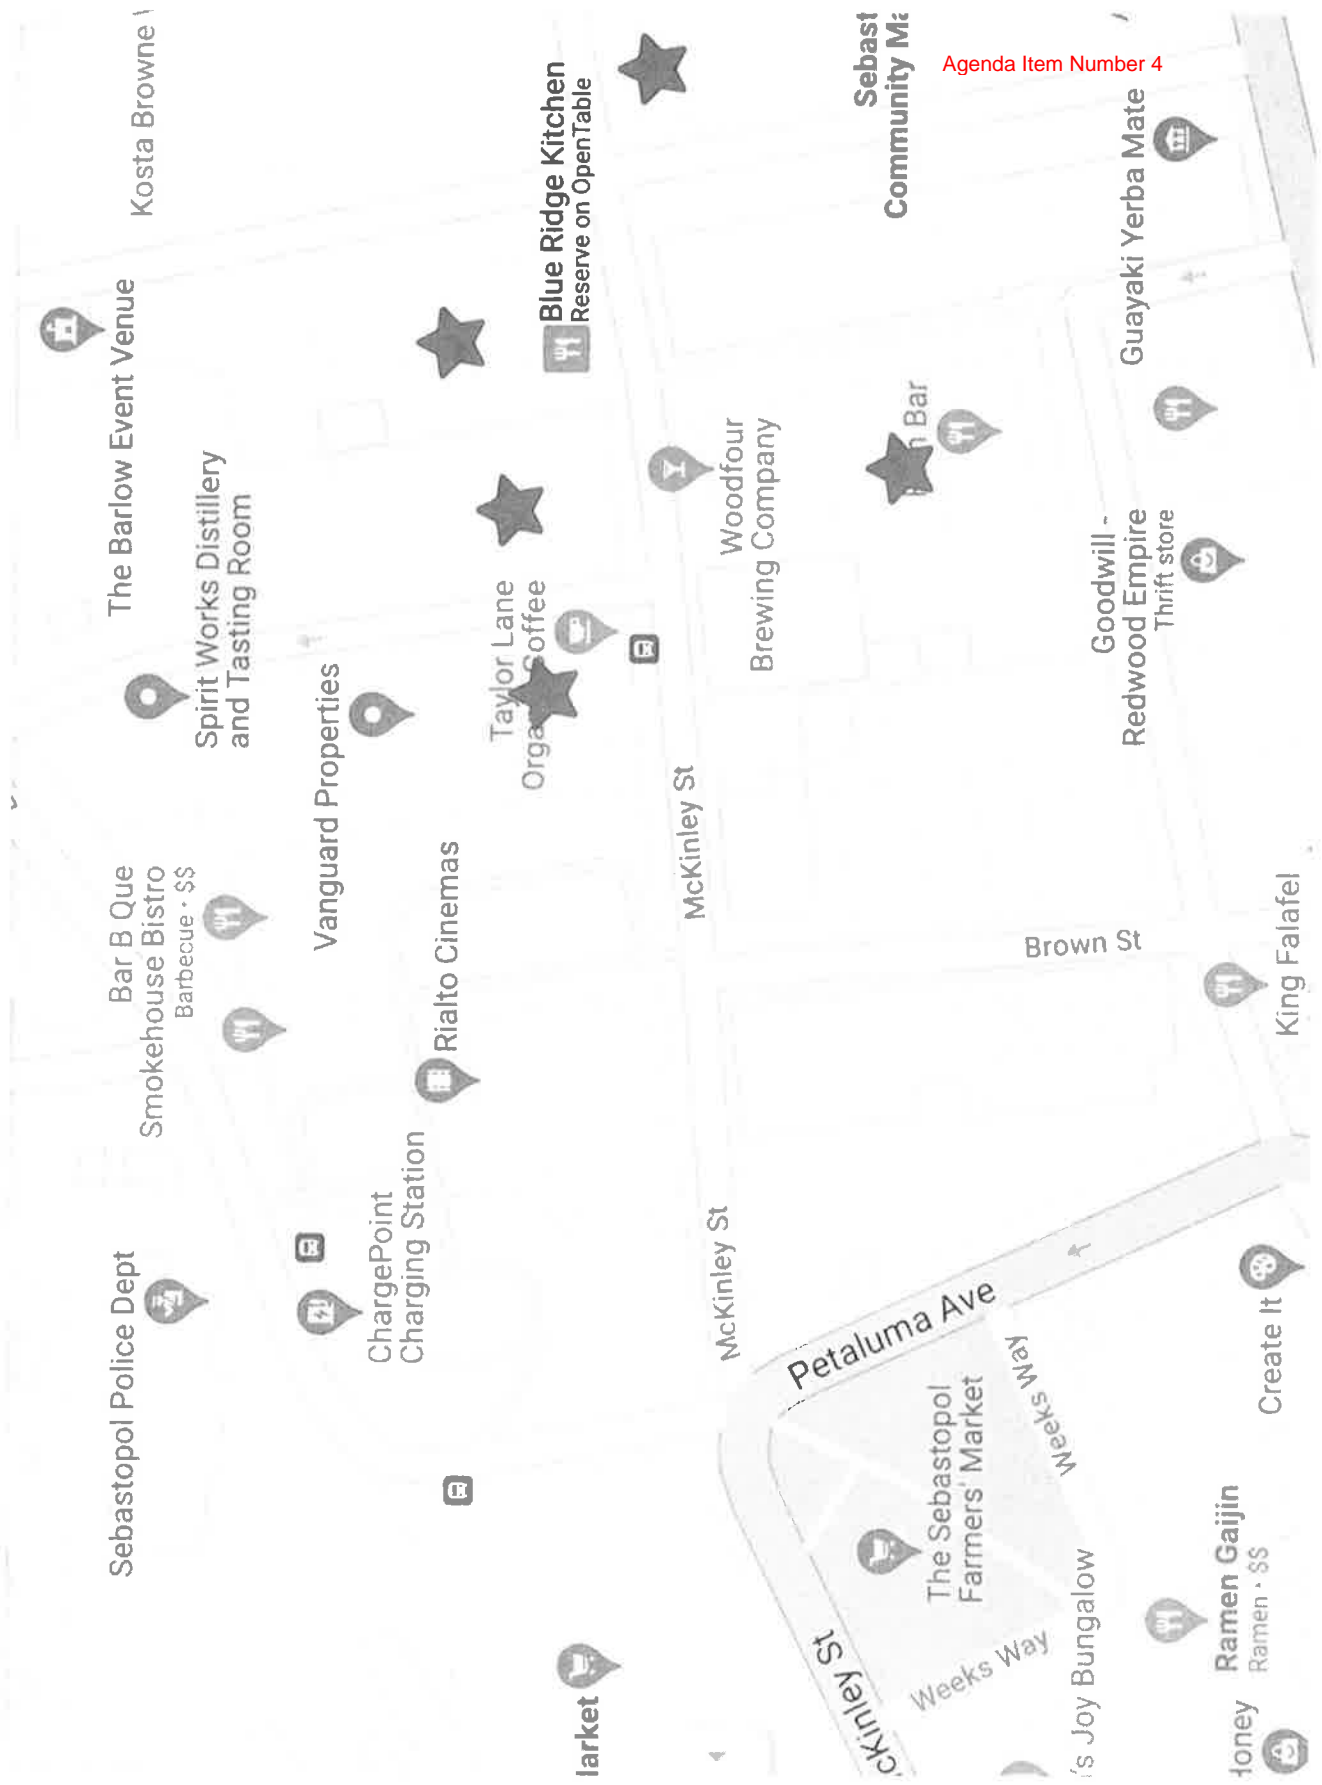 Agenda Item Number 4
Kosta Browne
The Barlow Event Venue
Spirit Works Distillery
and Tasting Room
Bar B Que
Smokehouse Bistro
Barbecue · $$
Sebastopol Police Dept
Vanguard Properties
Rialto Cinemas
ChargePoint
Charging Station
Blue Ridge Kitchen
Reserve on OpenTable
Taylor Lane
Coffee
McKinley St
McKinley St
Woodfour
Brewing Company
Bar
Community
Guayaki Yerba Mate
Goodwill -
Redwood Empire
Thrift store
Brown St
King Falafel
Petaluma Ave
The Sebastopol
Farmers' Market
Weeks Way
Weeks Way
Create It
Ramen Gaijin
Ramen · $$
's Joy Bungalow